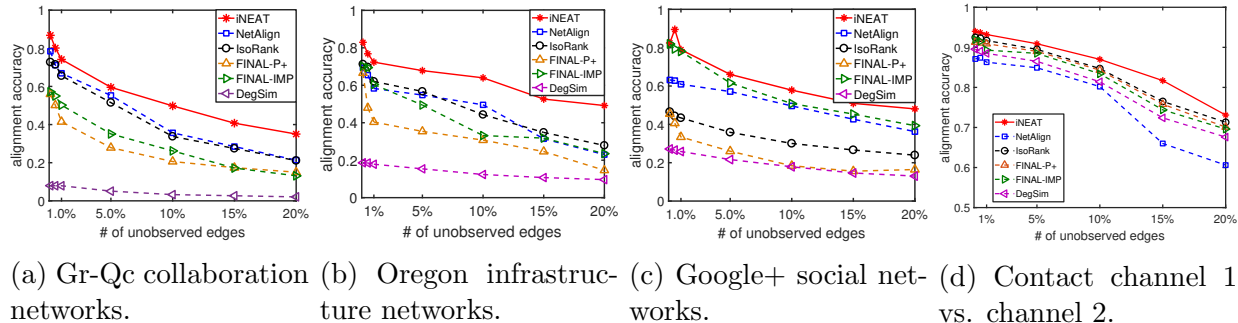 iNEAT
NetAlign
IsoRank
FINAL-P+
FINAL-IMP
DegSim
alignment accuracy
1
0.8
0.6
0.4
0.2
0
1.0%
5.0%
10%
15%
20%
# of unobserved edges
(a) Gr-Qc collaboration
networks.
iNEAT
NetAlign
IsoRank
FINAL-P+
FINAL-IMP
DegSim
alignment accuracy
1
0.8
0.6
0.4
0.2
0
1%
5%
10%
15%
20%
# of unobserved edges
(b) Oregon infrastruc-
ture networks.
iNEAT
NetAlign
IsoRank
FINAL-P+
FINAL-IMP
DegSim
alignment accuracy
1
0.8
0.6
0.4
0.2
0
1.0%
5.0%
10%
15%
20%
# of unobserved edges
(c) Google+ social net-
works.
iNEAT
NetAlign
IsoRank
FINAL-P+
FINAL-IMP
DegSim
alignment accuracy
1
0.9
0.8
0.7
0.6
0.5
1%
5%
10%
15%
20%
# of unobserved edges
(d) Contact channel 1
vs. channel 2.